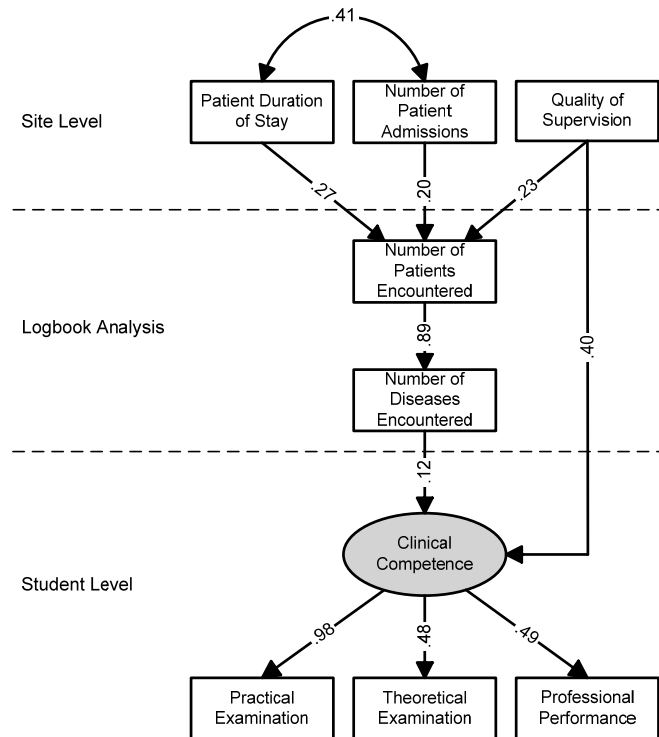 .41
Patient Duration
of Stay
Number of
Patient
Admissions
Quality of
Supervision
Site Level
.27
.20
.23
Number of
Patients
Encountered
Logbook Analysis
.89
.40
Number of
Diseases
Encountered
.12
Clinical
Competence
Student Level
.98
.48
.49
Practical
Examination
Theoretical
Examination
Professional
Performance